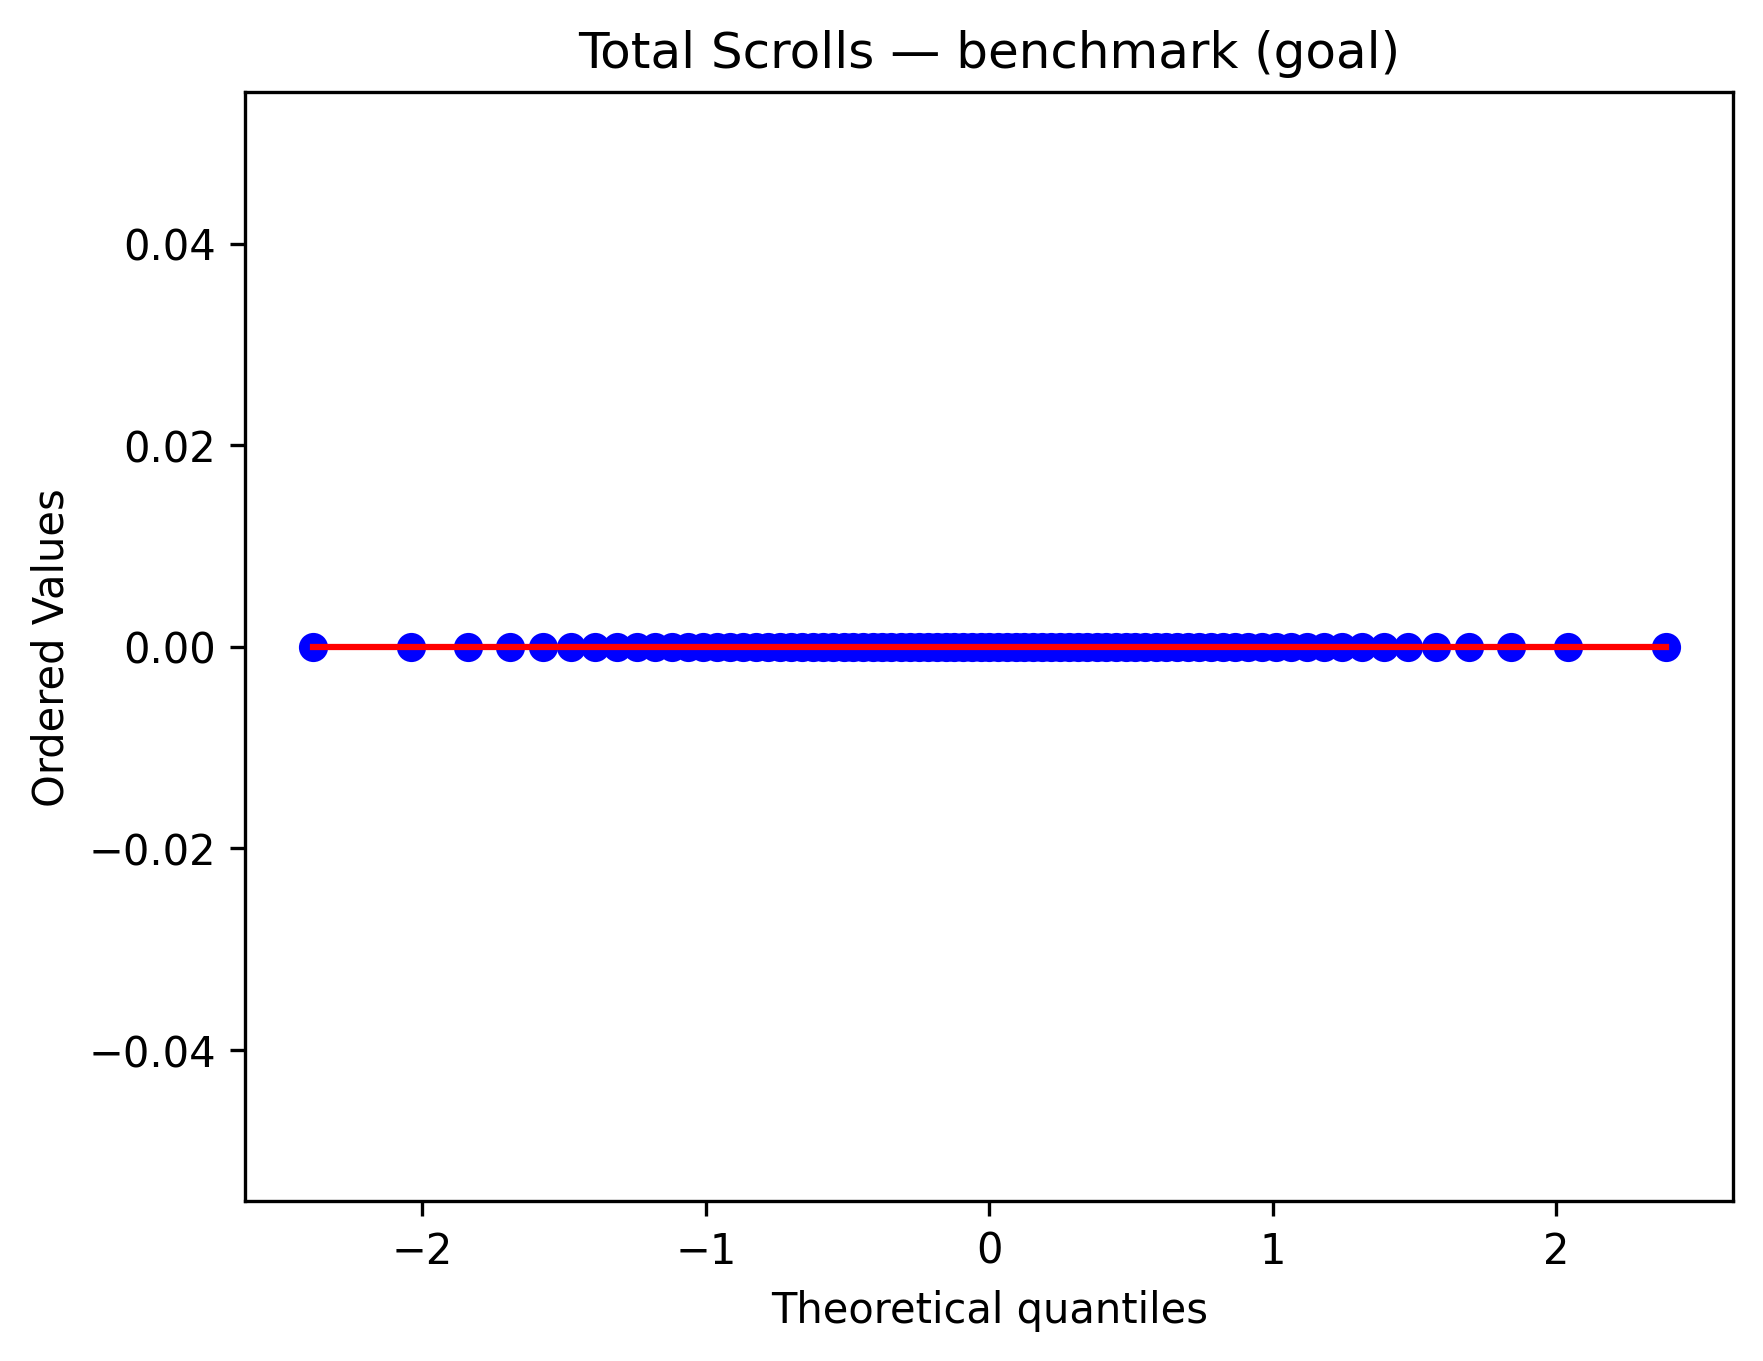 Total Scrolls — benchmark (goal)
0.04
0.02
0.00
−0.02
−0.04
Ordered Values
−2 −1 0 1 2
Theoretical quantiles